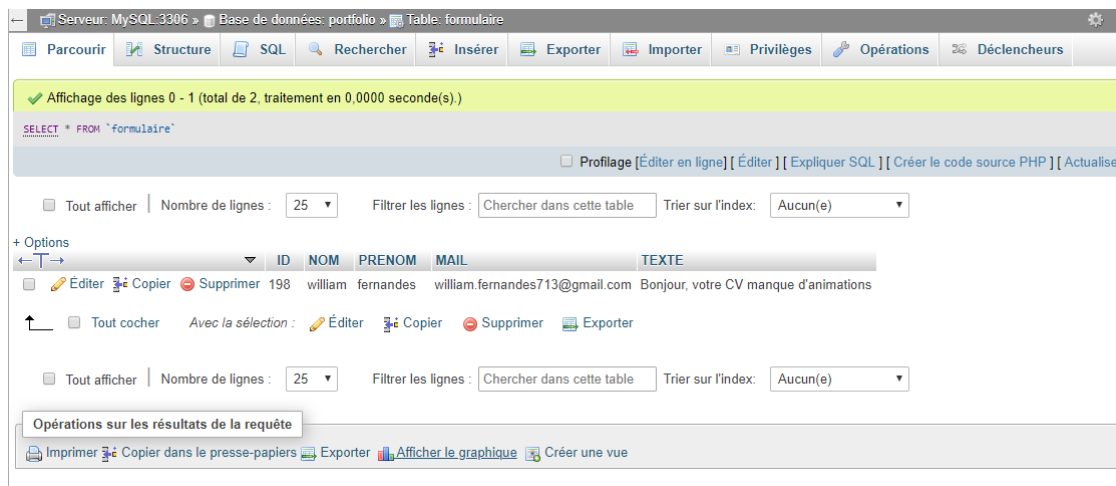 Serveur: MySQL:3306 » Base de données: portfolio » Table: formulaire
Parcourir Structure SQL Rechercher Insérer Exporter Importer Privilèges Opérations Déclencheurs
Affichage des lignes 0 - 1 (total de 2, traitement en 0,0000 seconde(s).)
SELECT * FROM `formulaire`
Profilage [Éditer en ligne] [ Éditer ] [ Expliquer SQL ] [ Créer le code source PHP ] [ Actualise
Tout afficher Nombre de lignes : 25 Filtrer les lignes : Chercher dans cette table Trier sur l'index: Aucun(e)
+ Options
←T→ ID NOM PRENOM MAIL TEXTE
Éditer Copier Supprimer 198 william fernandes william.fernandes713@gmail.com Bonjour, votre CV manque d'animations
Tout cocher Avec la sélection : Éditer Copier Supprimer Exporter
Tout afficher Nombre de lignes : 25 Filtrer les lignes : Chercher dans cette table Trier sur l'index: Aucun(e)
Opérations sur les résultats de la requête
Imprimer Copier dans le presse-papiers Exporter Afficher le graphique Créer une vue